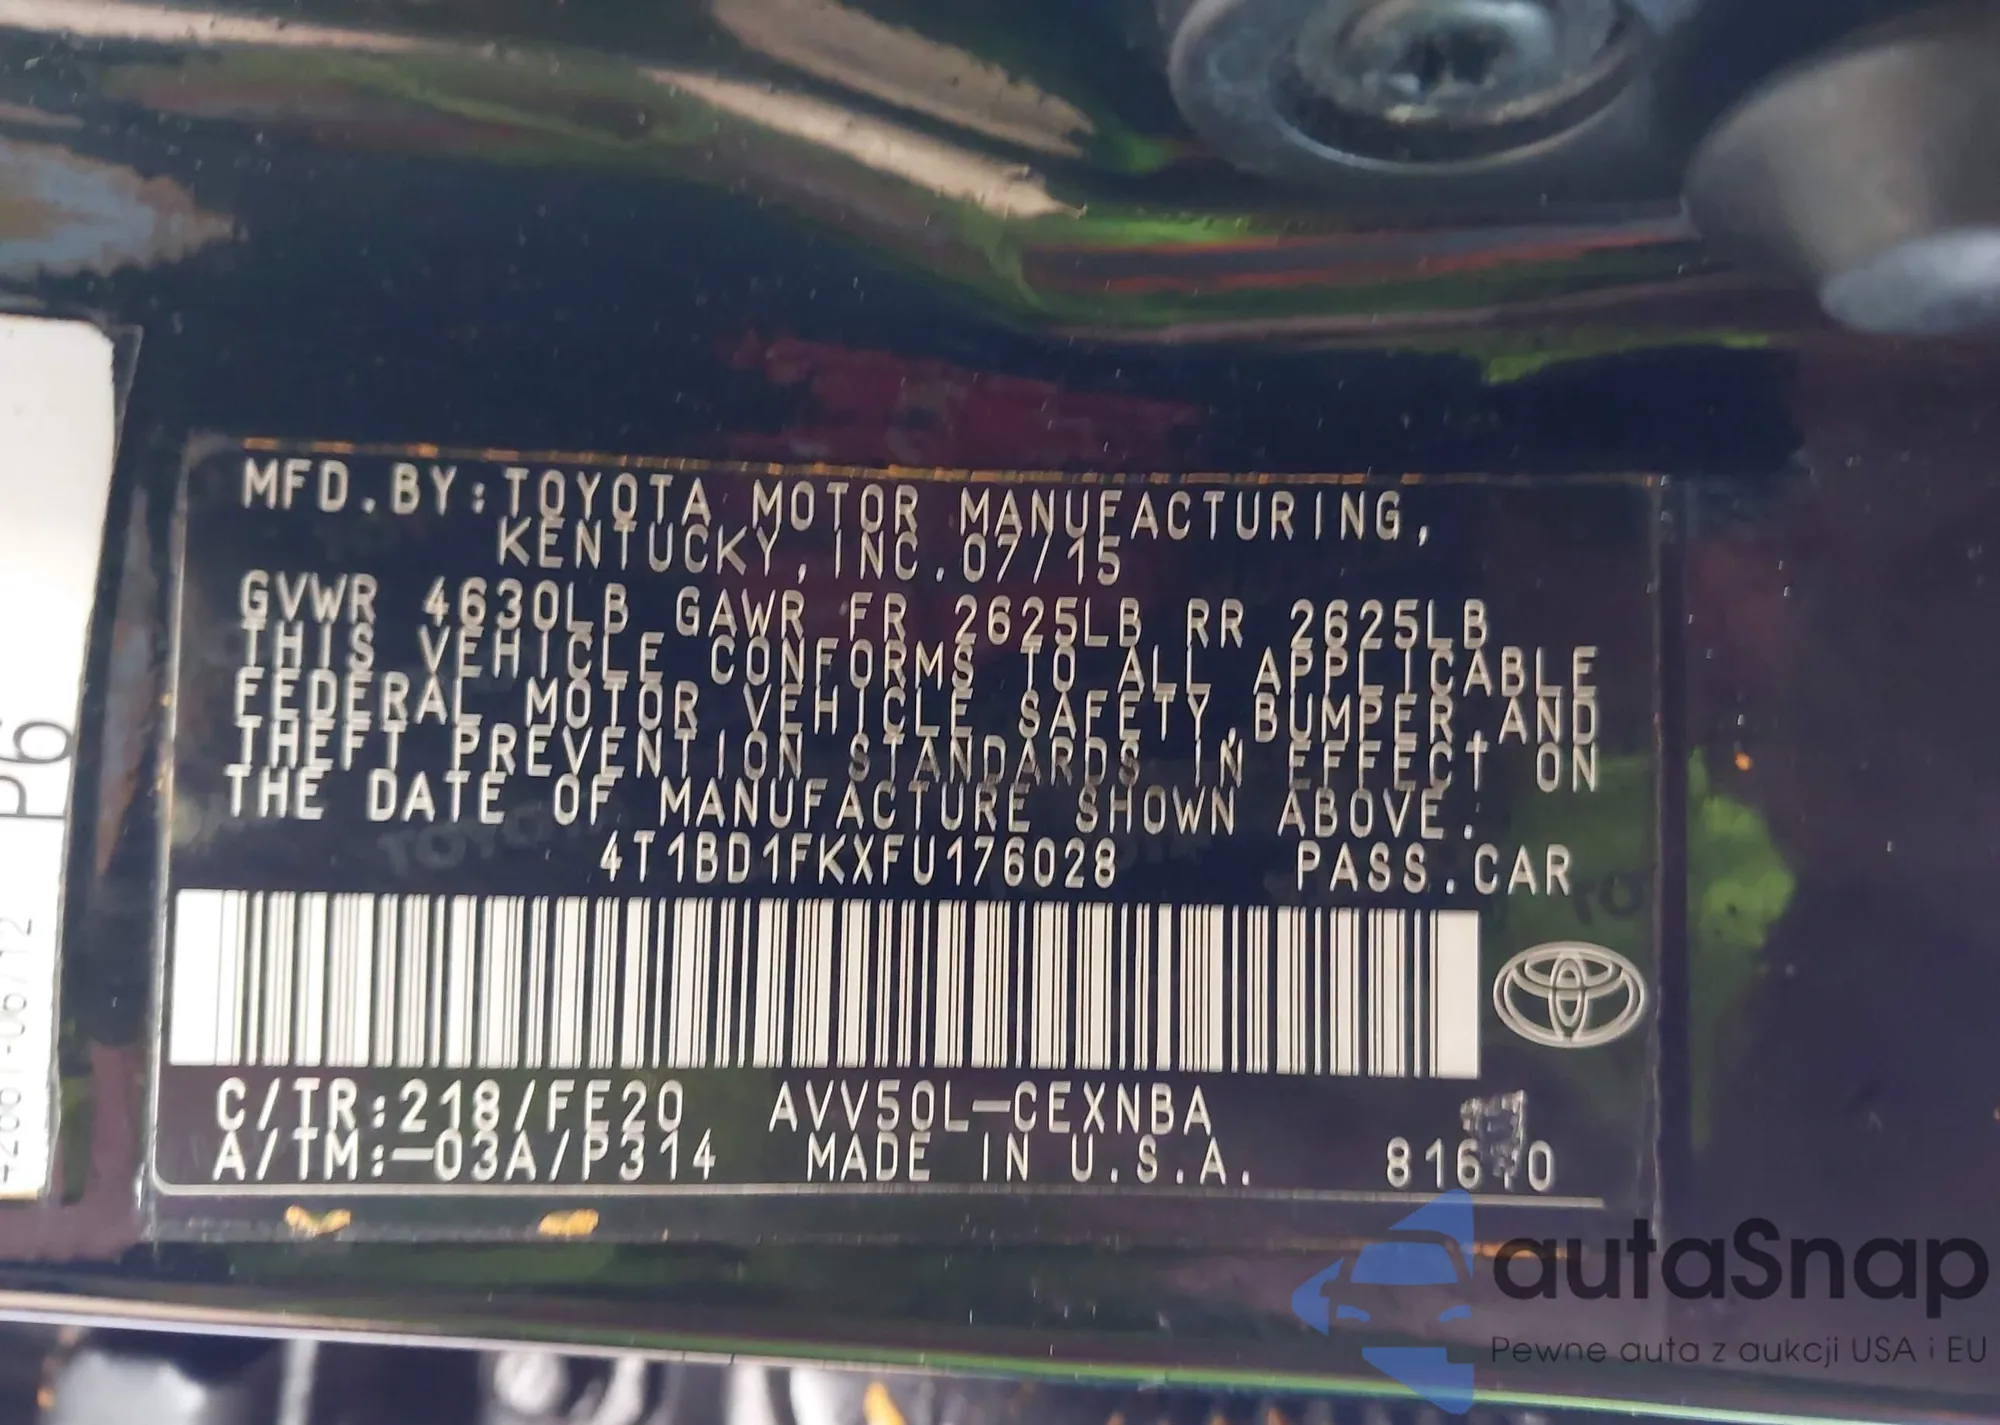 MFD.BY:TOYOTA MOTOR MANUFACTURING,
KENTUCKY,INC.07/15
GVWR 4630LB GAWR FR 2625LB RR 2625LB
THIS VEHICLE CONFORMS TO ALL APPLICABLE
FEDERAL MOTOR VEHICLE SAFETY,BUMPER,AND
THEFT PREVENTION STANDARDS IN EFFECT ON
THE DATE OF MANUFACTURE SHOWN ABOVE.
4T1BD1FKXFU176028 PASS.CAR
C/TR:218/FE20 AVV50L-CEXNBA
A/TM:-03A/P314 MADE IN U.S.A.
P6
autaSnap
Pewne auta z aukcji USA i EU